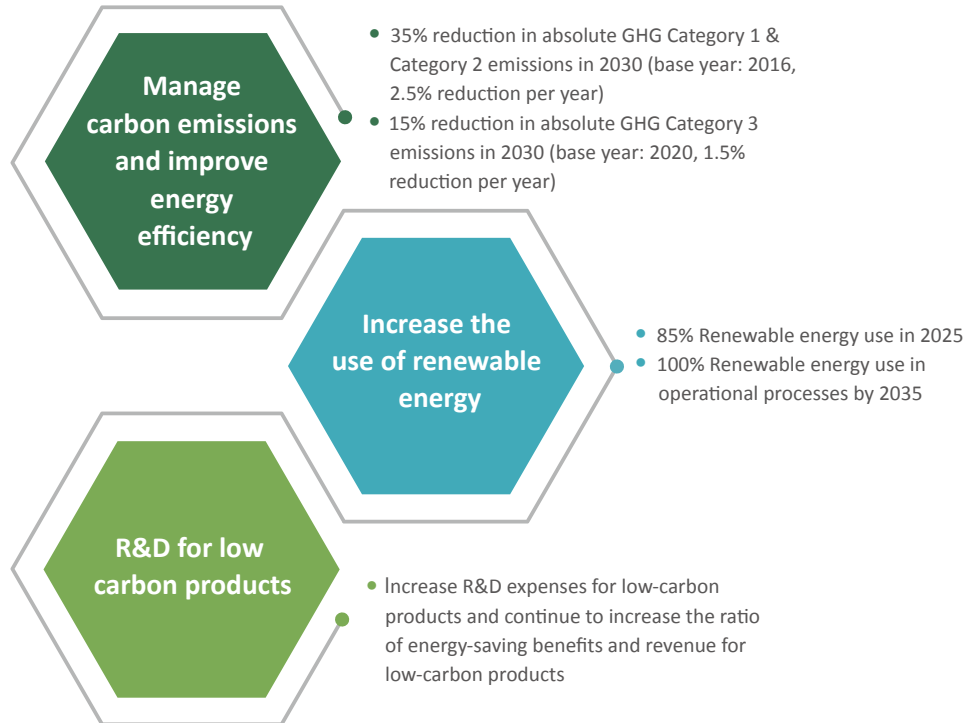 Manage
carbon emissions
and improve
energy
efficiency
• 35% reduction in absolute GHG Category 1 &
Category 2 emissions in 2030 (base year: 2016,
2.5% reduction per year)
• 15% reduction in absolute GHG Category 3
emissions in 2030 (base year: 2020, 1.5%
reduction per year)
Increase the
use of renewable
energy
• 85% Renewable energy use in 2025
• 100% Renewable energy use in
operational processes by 2035
R&D for low
carbon products
• Increase R&D expenses for low-carbon
products and continue to increase the ratio
of energy-saving benefits and revenue for
low-carbon products